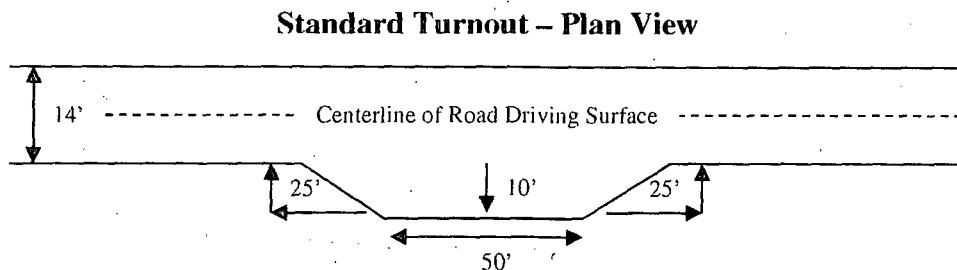 Standard Turnout – Plan View
14'
Centerline of Road Driving Surface
25'
10'
25'
50'